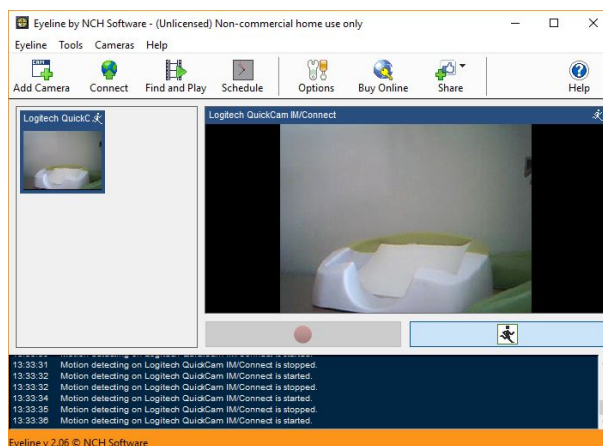 Eyeline by NCH Software - (Unlicensed) Non-commercial home use only
Eyeline Tools Cameras Help
Add Camera Connect Find and Play Schedule Options Buy Online Share Help
Logitech QuickC
Logitech QuickCam IM/Connect
13:33:31 Motion detecting on Logitech QuickCam IM/Connect is stopped.
13:33:32 Motion detecting on Logitech QuickCam IM/Connect is started.
13:33:32 Motion detecting on Logitech QuickCam IM/Connect is stopped.
13:33:34 Motion detecting on Logitech QuickCam IM/Connect is started.
13:33:35 Motion detecting on Logitech QuickCam IM/Connect is stopped.
13:33:36 Motion detecting on Logitech QuickCam IM/Connect is started.
Eyeline v 2.06 © NCH Software